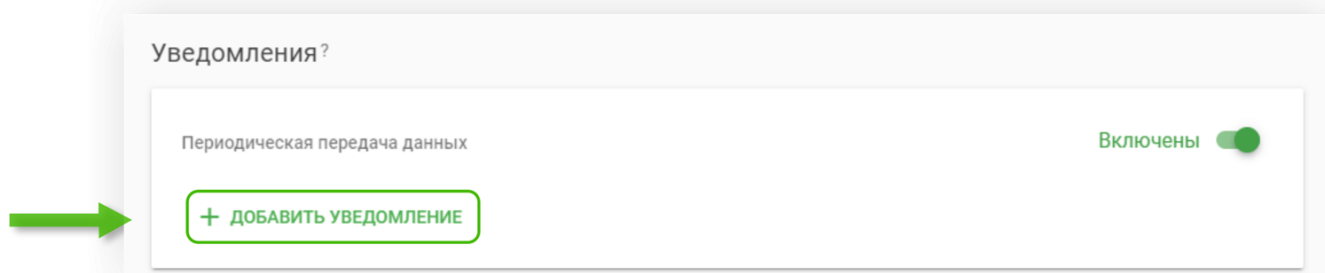 Уведомления?
Периодическая передача данных
Включены
+ ДОБАВИТЬ УВЕДОМЛЕНИЕ